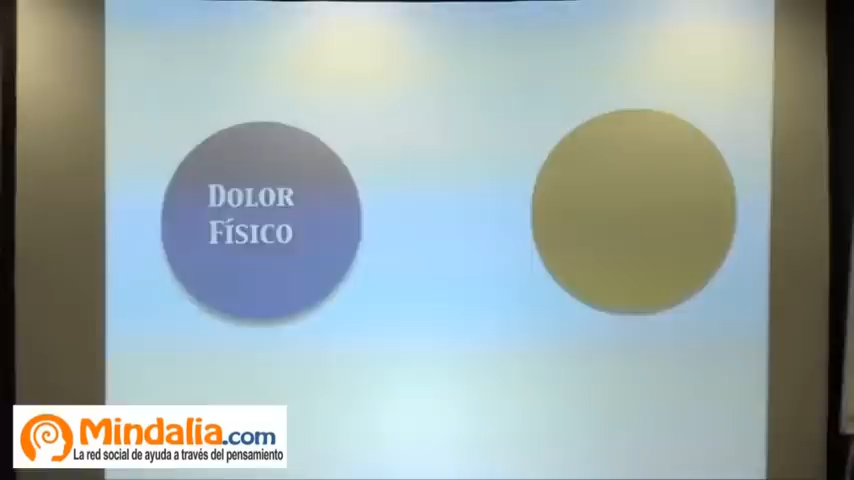 Dolor
Físico
Mindalia.com
La red social de ayuda a través del pensamiento